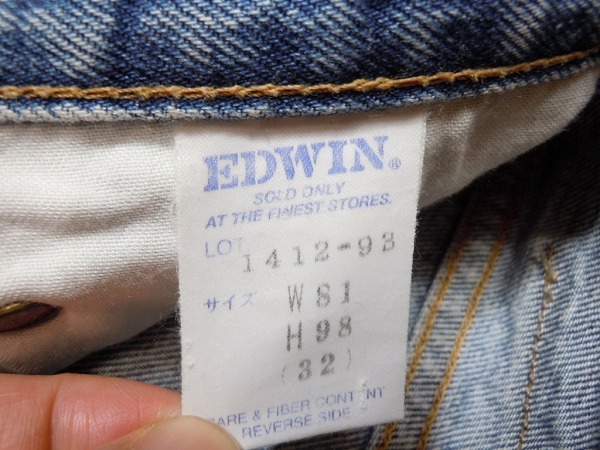 EDWIN®
SOLD ONLY
AT THE FINEST STORES.
LOT 1412-93
サイズ W81
H98
(32)
CARE & FIBER CONTENT
REVERSE SIDE